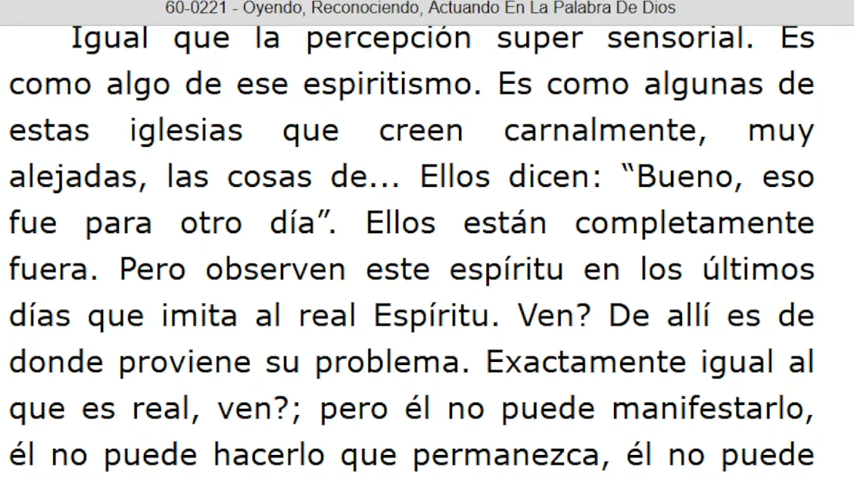 60-0221 - Oyendo, Reconociendo, Actuando En La Palabra De Dios
Igual que la percepción super sensorial. Es
como algo de ese espiritismo. Es como algunas de
estas iglesias que creen carnalmente, muy
alejadas, las cosas de... Ellos dicen: “Bueno, eso
fue para otro día”. Ellos están completamente
fuera. Pero observen este espíritu en los últimos
días que imita al real Espíritu. Ven? De allí es de
donde proviene su problema. Exactamente igual al
que es real, ven?; pero él no puede manifestarlo,
él no puede hacerlo que permanezca, él no puede